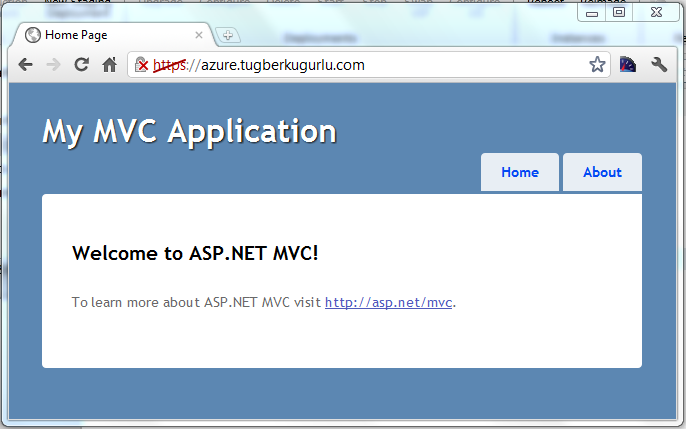 Home Page
https://azure.tugberkugurlu.com
My MVC Application
Home
About
Welcome to ASP.NET MVC!
To learn more about ASP.NET MVC visit http://asp.net/mvc.